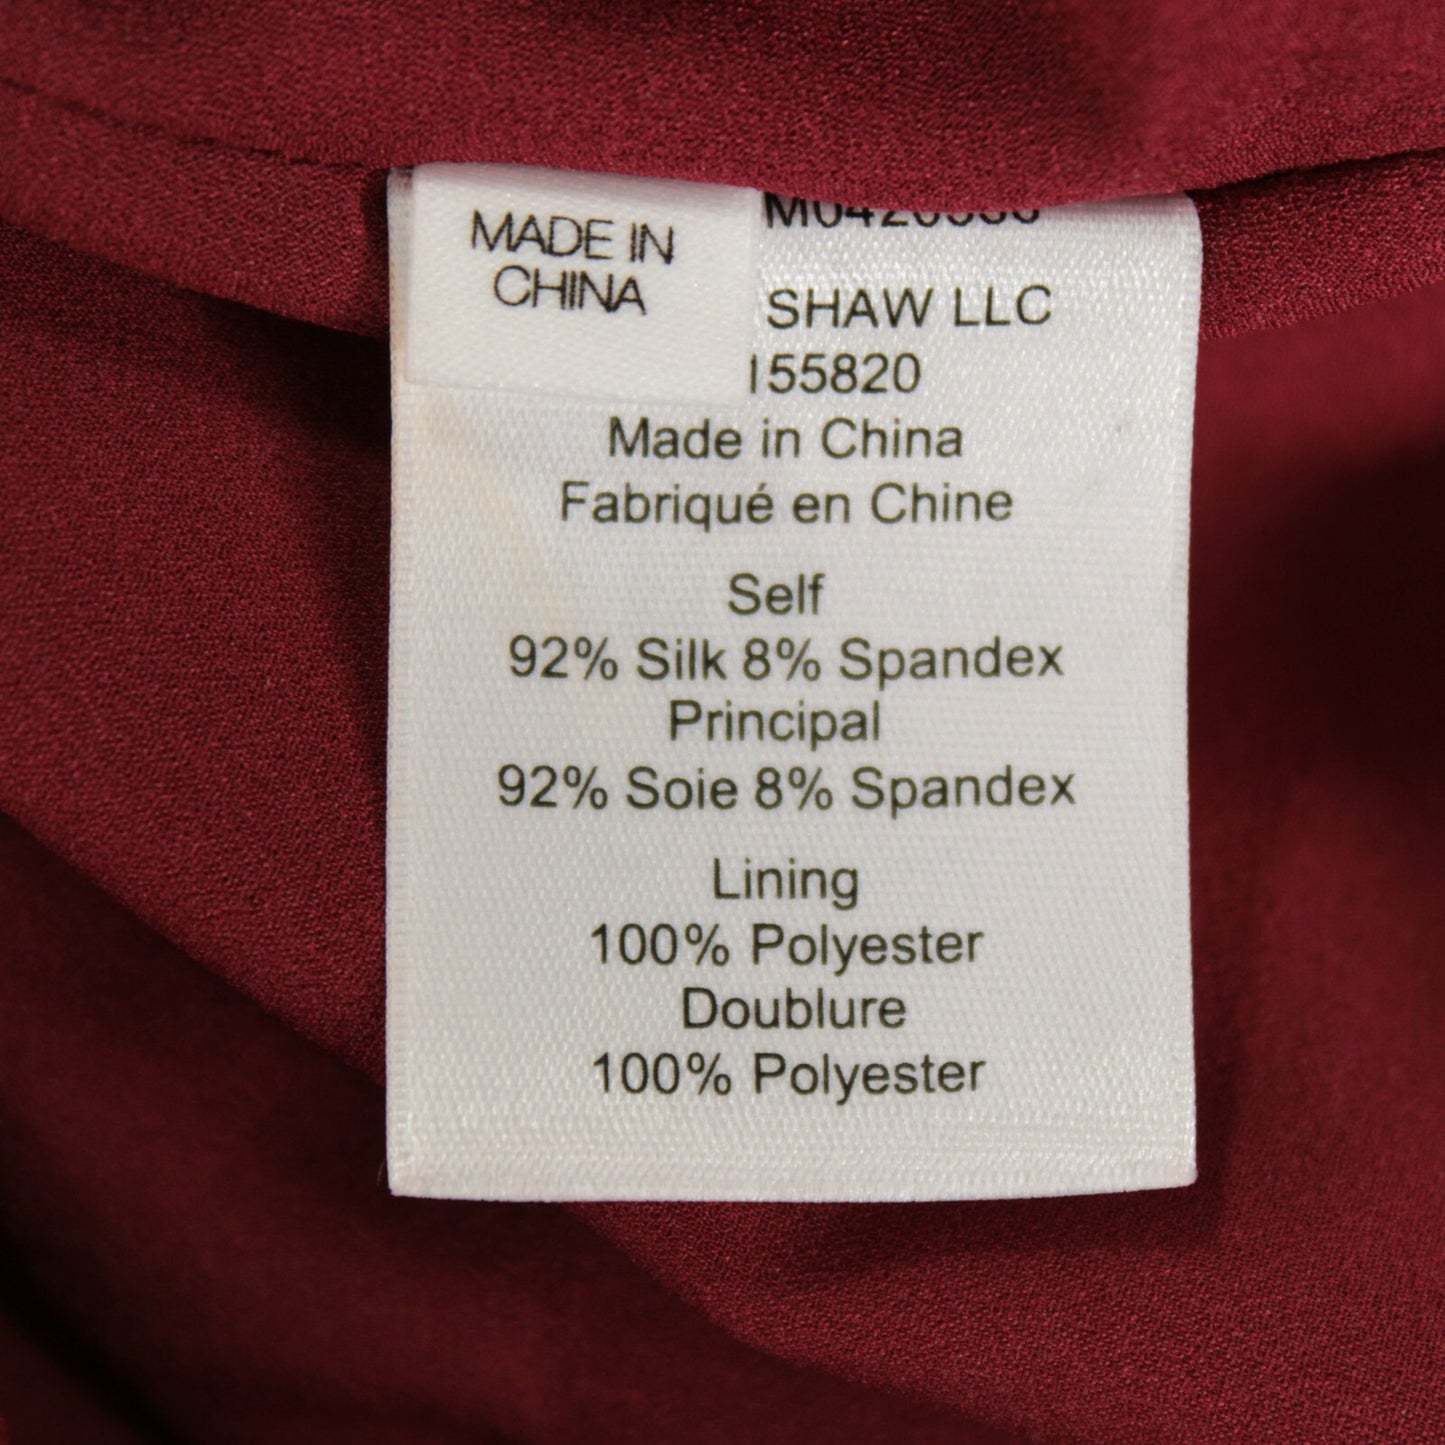 MADE IN
CHINA
SHAW LLC
155820
Made in China
Fabriqué en Chine
Self
92% Silk 8% Spandex
Principal
92% Soie 8% Spandex
Lining
100% Polyester
Doublure
100% Polyester